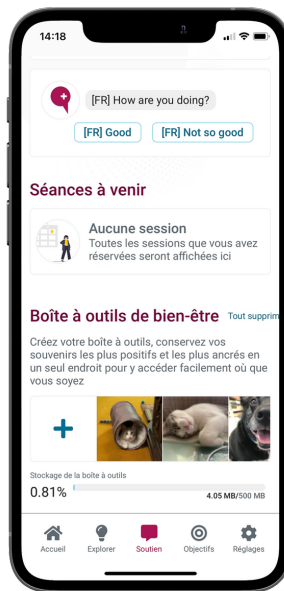 14:18
[FR] How are you doing?
[FR] Good [FR] Not so good
Séances à venir
Aucune session
Toutes les sessions que vous avez
réservées seront affichées ici
Boîte à outils de bien-être Tout supprim
Créez votre boîte à outils, conservez vos
souvenirs les plus positifs et les plus ancrés en
un seul endroit pour y accéder facilement où que
vous soyez
Stockage de la boîte à outils
0.81% 4.05 MB/500 MB
Accueil Explorer Soutien Objectifs Réglages